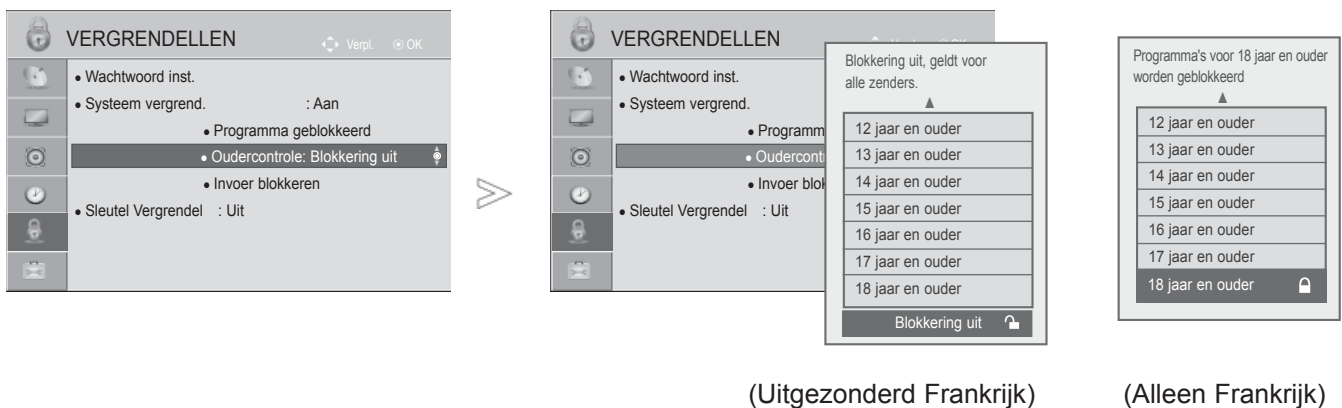 VERGRENDELLEN
Verpl. OK
• Wachtwoord inst.
• Systeem vergrend. : Aan
• Programma geblokkeerd
• Oudercontrole: Blokkering uit
• Invoer blokkeren
• Sleutel Vergrendel : Uit
VERGRENDELLEN
• Wachtwoord inst.
• Systeem vergrend.
• Programm
• Oudercont
• Invoer blok
• Sleutel Vergrendel : Uit
Blokkering uit, geldt voor
alle zenders.
12 jaar en ouder
13 jaar en ouder
14 jaar en ouder
15 jaar en ouder
16 jaar en ouder
17 jaar en ouder
18 jaar en ouder
Blokkering uit
(Uitgezonderd Frankrijk)
Programma's voor 18 jaar en ouder
worden geblokkeerd
12 jaar en ouder
13 jaar en ouder
14 jaar en ouder
15 jaar en ouder
16 jaar en ouder
17 jaar en ouder
18 jaar en ouder
(Alleen Frankrijk)